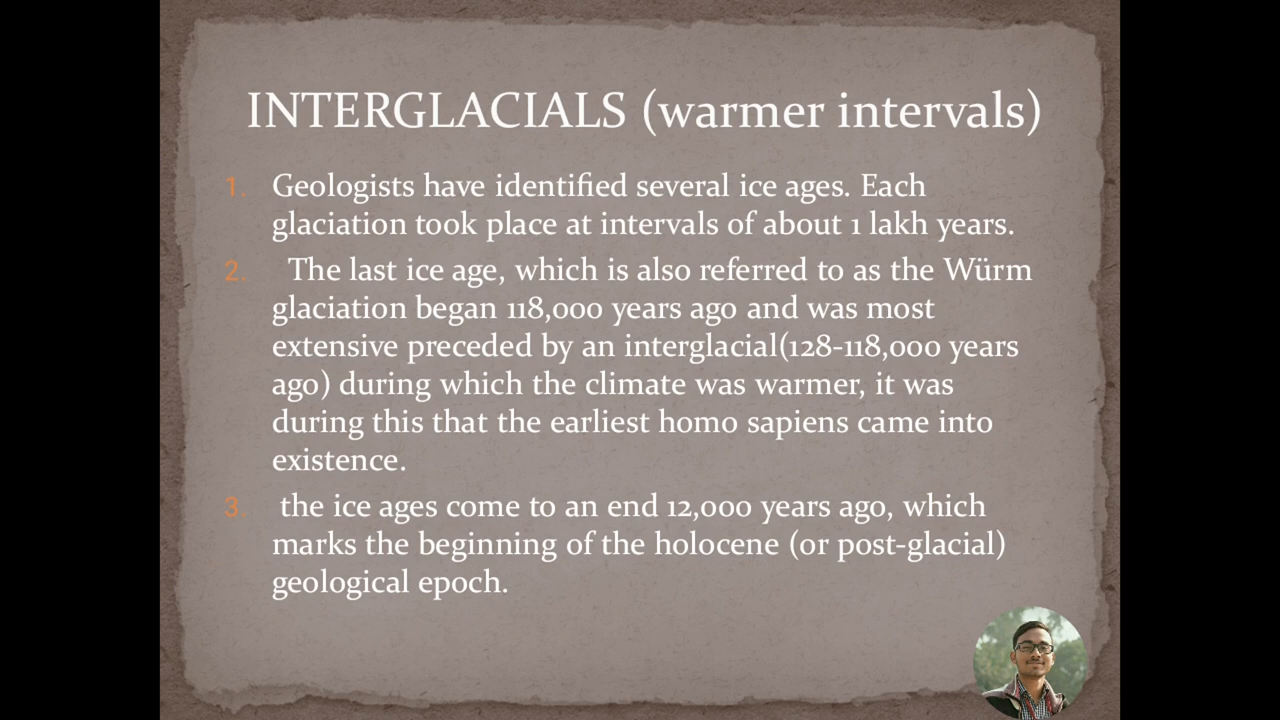 INTERGLACIALS (warmer intervals)
1. Geologists have identified several ice ages. Each
glaciation took place at intervals of about 1 lakh years.
2. The last ice age, which is also referred to as the Würm
glaciation began 118,000 years ago and was most
extensive preceded by an interglacial(128-118,000 years
ago) during which the climate was warmer, it was
during this that the earliest homo sapiens came into
existence.
3. the ice ages come to an end 12,000 years ago, which
marks the beginning of the holocene (or post-glacial)
geological epoch.